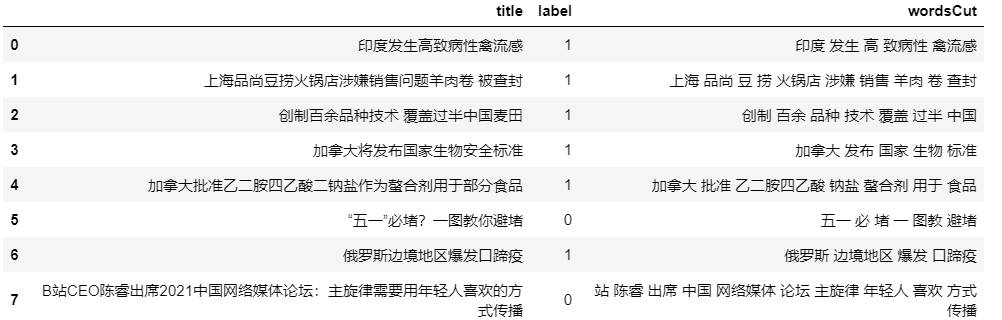 title label wordsCut
0 印度发生高致病性禽流感 1 印度 发生 高 致病性 禽流感
1 上海品尚豆捞火锅店涉嫌销售问题羊肉卷 被查封 1 上海 品尚 豆 捞 火锅店 涉嫌 销售 羊肉 卷 查封
2 创制百余品种技术 覆盖过半中国麦田 1 创制 百余 品种 技术 覆盖 过半 中国
3 加拿大将发布国家生物安全标准 1 加拿大 发布 国家 生物 标准
4 加拿大批准乙二胺四乙酸二钠盐作为螯合剂用于部分食品 1 加拿大 批准 乙二胺四乙酸 钠盐 螯合剂 用于 食品
5 “五一”必堵？一图教你避堵 0 五一 必 堵 一 图教 避堵
6 俄罗斯边境地区爆发口蹄疫 1 俄罗斯 边境地区 爆发 口蹄疫
7 B站CEO陈睿出席2021中国网络媒体论坛：主旋律需要用年轻人喜欢的方 0 站 陈睿 出席 中国 网络媒体 论坛 主旋律 年轻人 喜欢 方式
式传播 传播